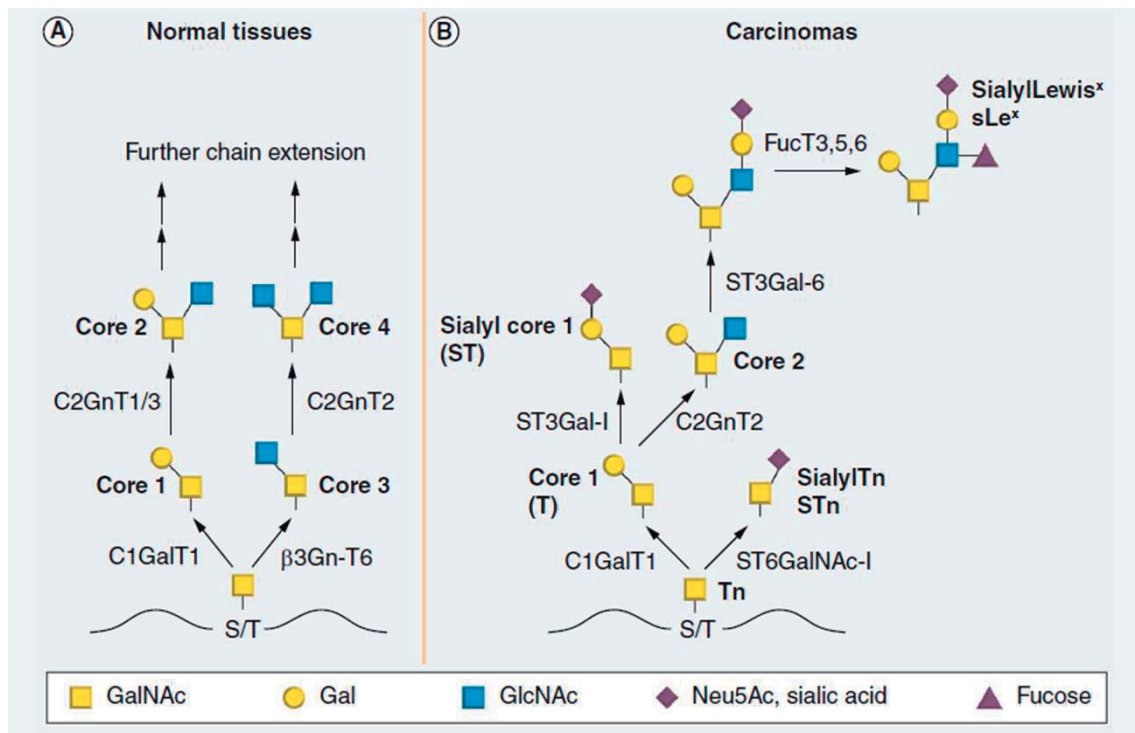 A Normal tissues
Further chain extension
Core 2
Core 4
C2GnT1/3
C2GnT2
Core 1
Core 3
C1GalT1
β3Gn-T6
S/T
B Carcinomas
SialylLewisˣ
sLeˣ
FucT3,5,6
ST3Gal-6
Sialyl core 1
(ST)
Core 2
ST3Gal-I
C2GnT2
Core 1
(T)
SialylTn
STn
C1GalT1
ST6GalNAc-I
Tn
S/T
GalNAc Gal GlcNAc Neu5Ac, sialic acid Fucose